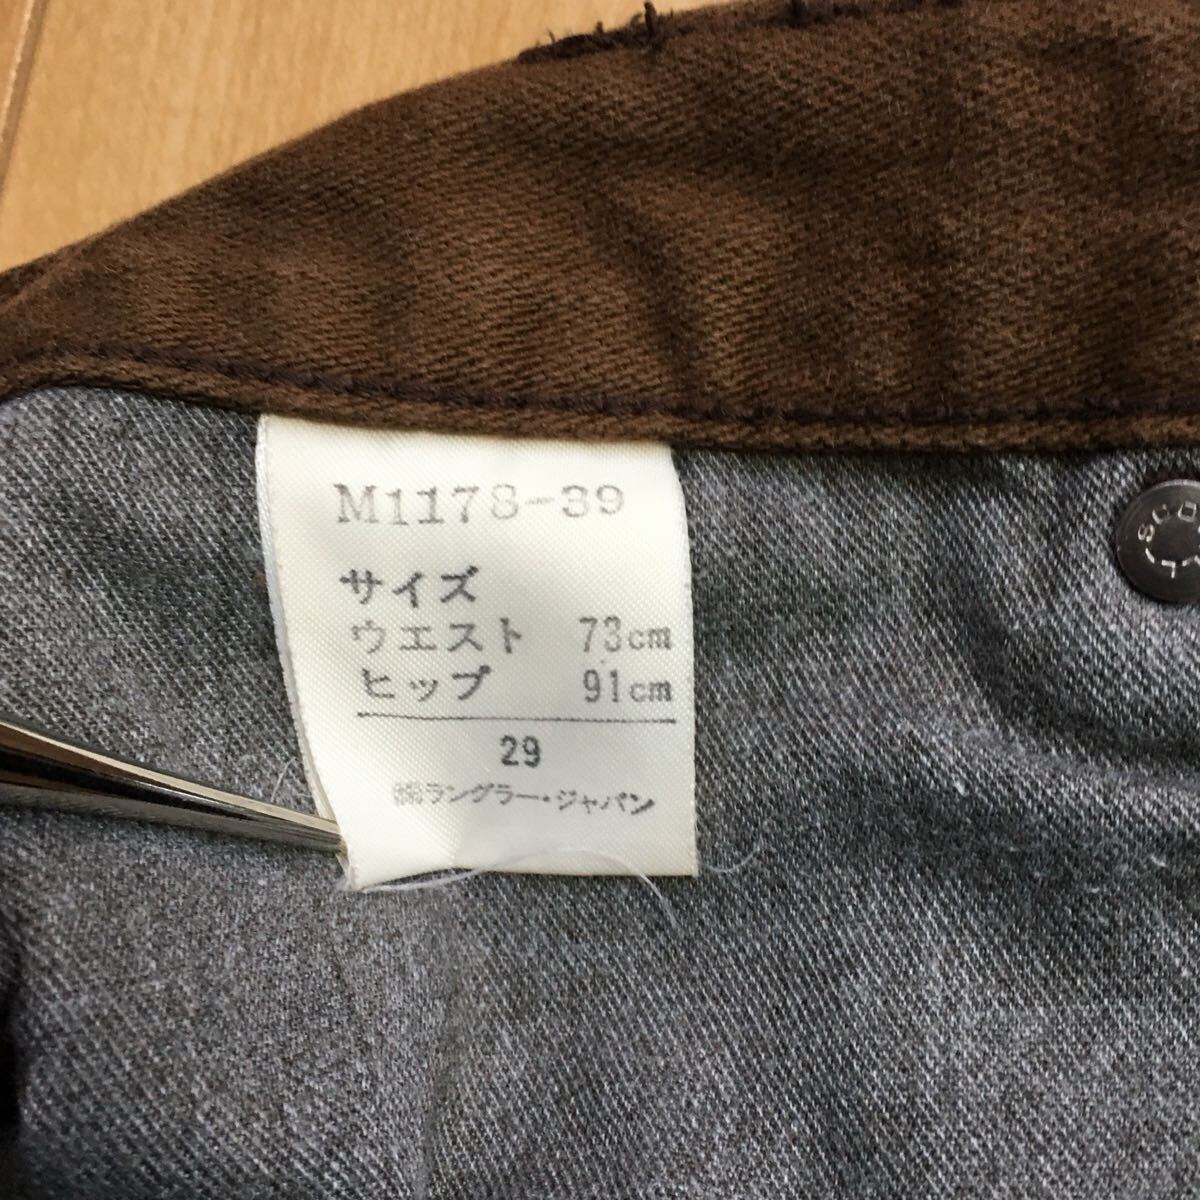 M1178-39
サイズ
ウエスト 73cm
ヒップ 91cm
29
㈱ラングラー・ジャパン
SCO